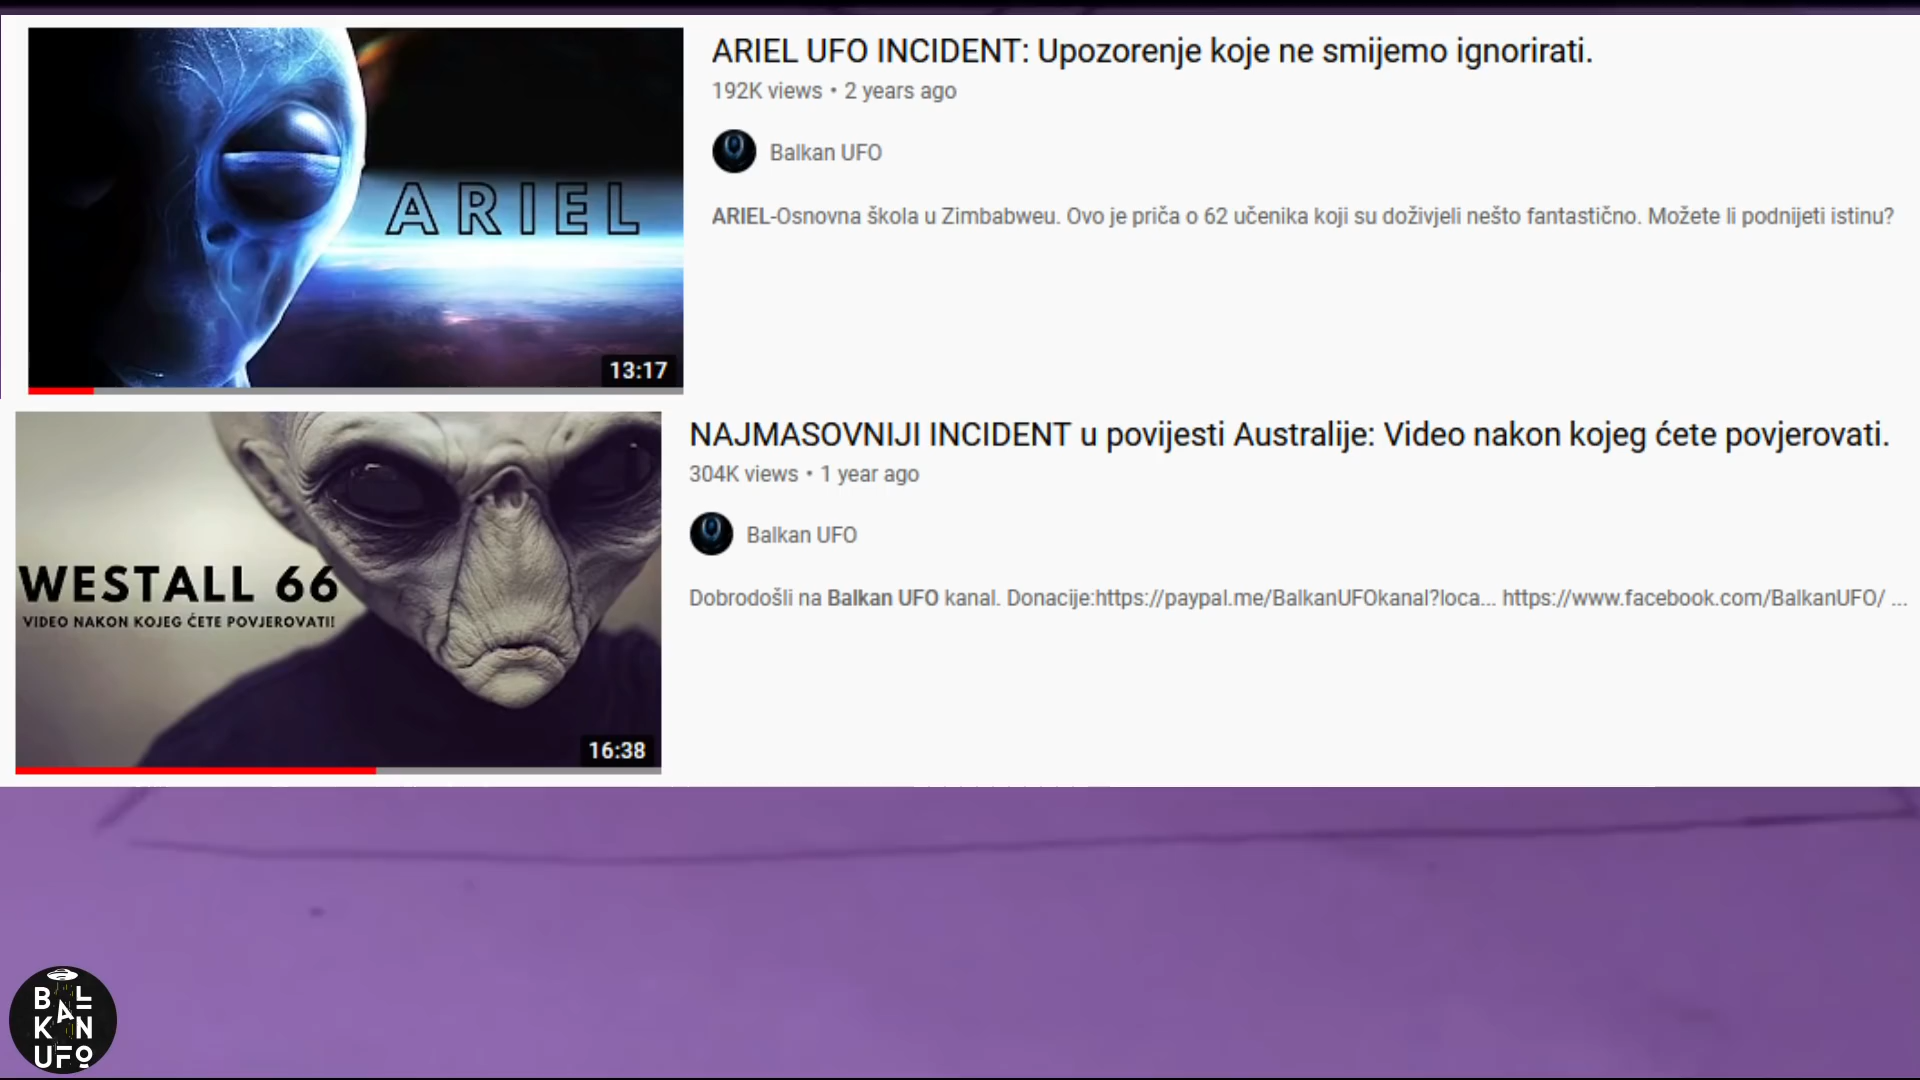 ARIEL UFO INCIDENT: Upozorenje koje ne smijemo ignorirati.
192K views • 2 years ago
Balkan UFO
ARIEL-Osnovna škola u Zimbabweu. Ovo je priča o 62 učenika koji su doživjeli nešto fantastično. Možete li podnijeti istinu?
ARIEL
13:17
NAJMASOVNIJI INCIDENT u povijesti Australije: Video nakon kojeg ćete povjerovati.
304K views • 1 year ago
Balkan UFO
Dobrodošli na Balkan UFO kanal. Donacije:https://paypal.me/BalkanUFOkanal?loca... https://www.facebook.com/BalkanUFO/ ...
WESTALL 66
VIDEO NAKON KOJEG ĆETE POVJEROVATI!
16:38
BAL
KAN
UFO